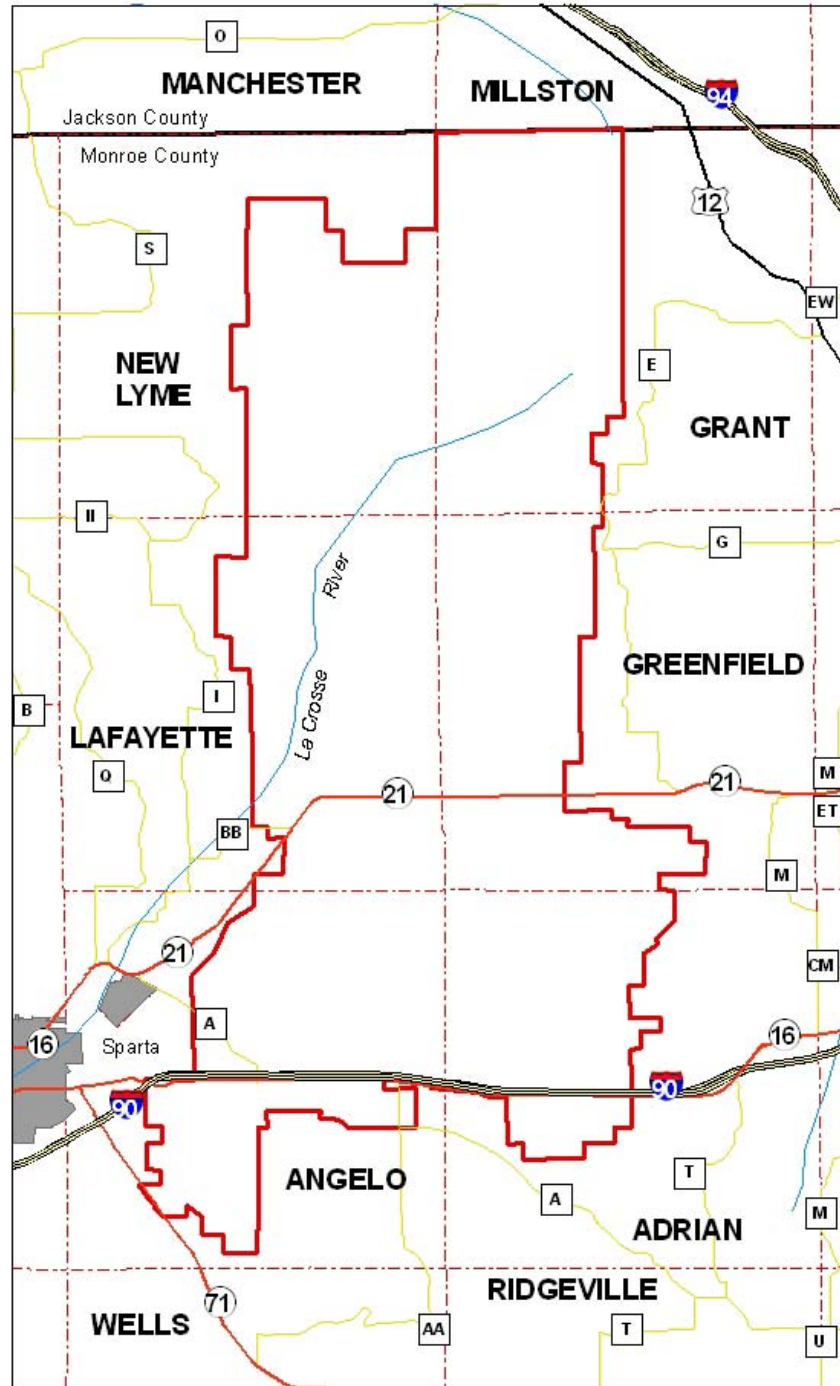 O
MANCHESTER
MILLSTON
94
Jackson County
Monroe County
12
S
EW
NEW
LYME
E
GRANT
II
G
River
GREENFIELD
I
La Crosse
B
LAFAYETTE
Q
21
21
M
ET
BB
M
21
CM
A
16
16
Sparta
90
90
ANGELO
T
A
M
ADRIAN
RIDGEVILLE
71
WELLS
AA
T
U